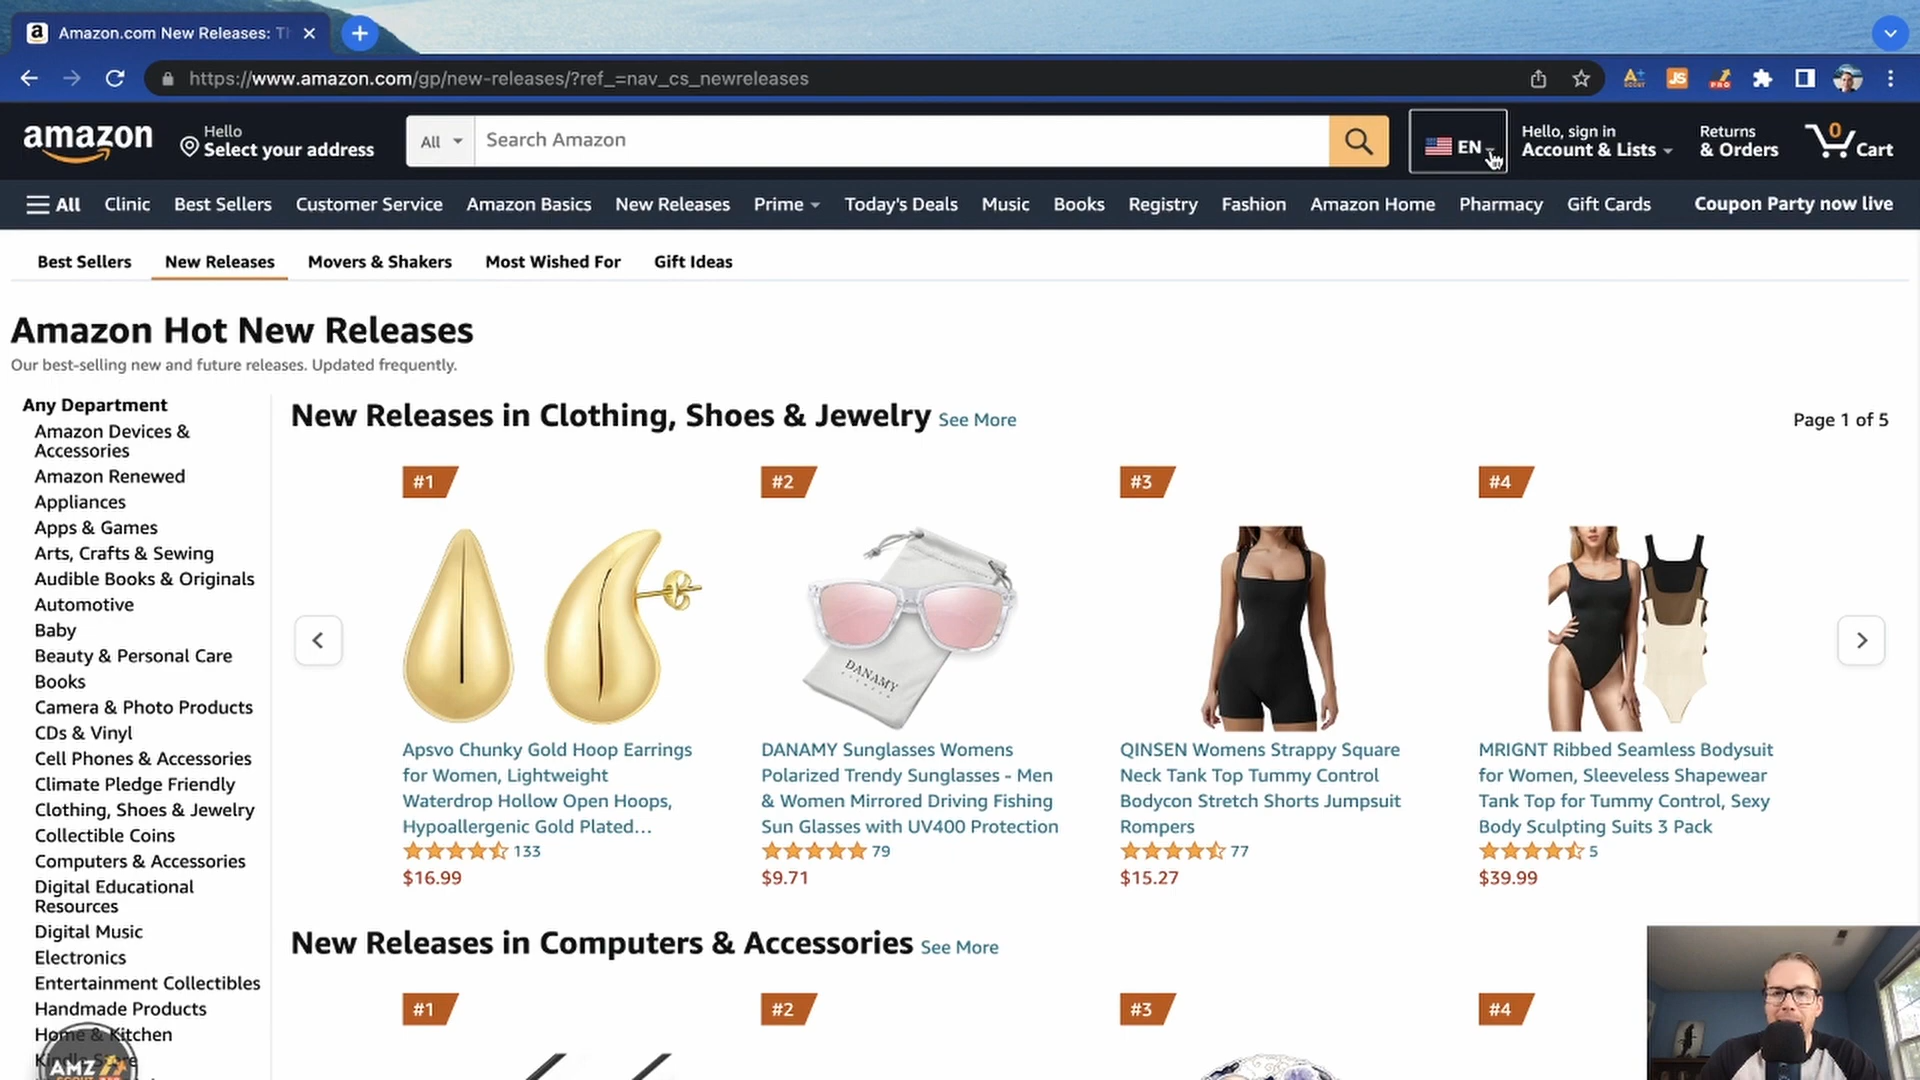 Amazon.com New Releases: Th
https://www.amazon.com/gp/new-releases/?ref_=nav_cs_newreleases
JS
PRO
amazon
Hello
Select your address
All
Search Amazon
EN
Hello, sign in
Account & Lists
Returns
& Orders
0
Cart
All
Clinic
Best Sellers
Customer Service
Amazon Basics
New Releases
Prime
Today's Deals
Music
Books
Registry
Fashion
Amazon Home
Pharmacy
Gift Cards
Coupon Party now live
Best Sellers
New Releases
Movers & Shakers
Most Wished For
Gift Ideas
Amazon Hot New Releases
Our best-selling new and future releases. Updated frequently.
Any Department
Amazon Devices &
Accessories
Amazon Renewed
Appliances
Apps & Games
Arts, Crafts & Sewing
Audible Books & Originals
Automotive
Baby
Beauty & Personal Care
Books
Camera & Photo Products
CDs & Vinyl
Cell Phones & Accessories
Climate Pledge Friendly
Clothing, Shoes & Jewelry
Collectible Coins
Computers & Accessories
Digital Educational
Resources
Digital Music
Electronics
Entertainment Collectibles
Handmade Products
Home & Kitchen
AMZ
New Releases in Clothing, Shoes & Jewelry See More
Page 1 of 5
#1
Apsvo Chunky Gold Hoop Earrings
for Women, Lightweight
Waterdrop Hollow Open Hoops,
Hypoallergenic Gold Plated…
133
$16.99
#2
DANAMY
DANAMY Sunglasses Womens
Polarized Trendy Sunglasses - Men
& Women Mirrored Driving Fishing
Sun Glasses with UV400 Protection
79
$9.71
#3
QINSEN Womens Strappy Square
Neck Tank Top Tummy Control
Bodycon Stretch Shorts Jumpsuit
Rompers
77
$15.27
#4
MRIGNT Ribbed Seamless Bodysuit
for Women, Sleeveless Shapewear
Tank Top for Tummy Control, Sexy
Body Sculpting Suits 3 Pack
5
$39.99
New Releases in Computers & Accessories See More
#1
#2
#3
#4